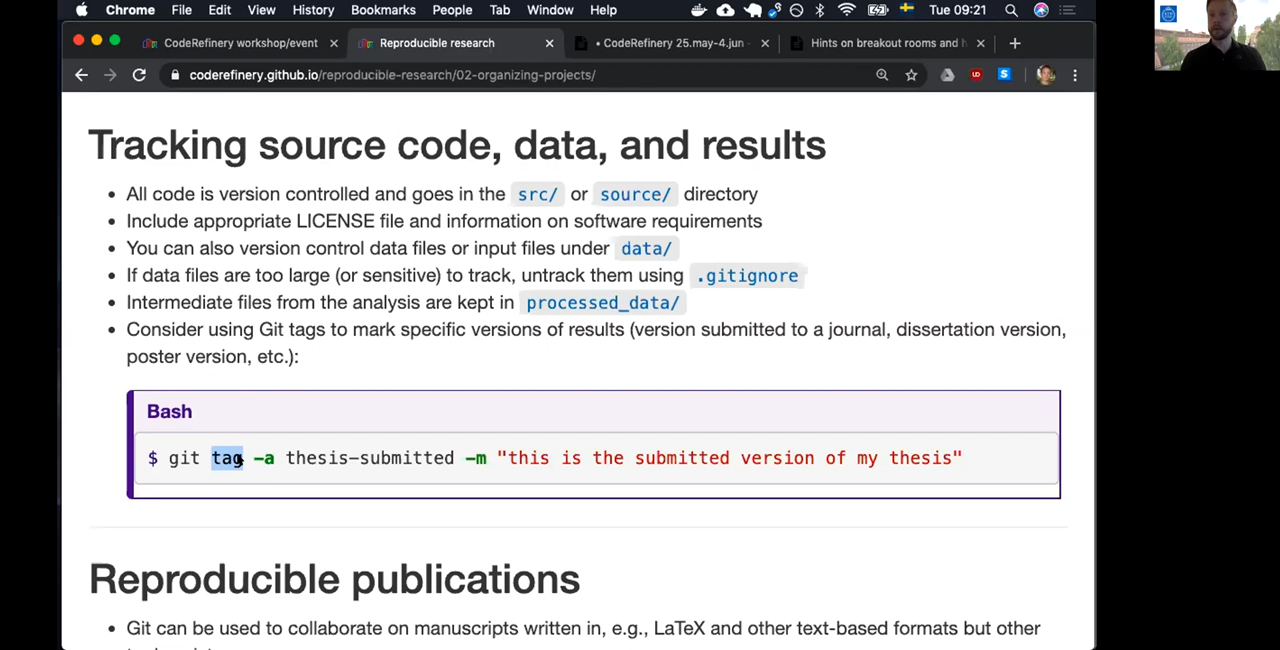 Chrome File Edit View History Bookmarks People Tab Window Help Tue 09:21
CodeRefinery workshop/event Reproducible research • CodeRefinery 25.may-4.jun Hints on breakout rooms and h
coderefinery.github.io/reproducible-research/02-organizing-projects/
Tracking source code, data, and results
• All code is version controlled and goes in the src/ or source/ directory
• Include appropriate LICENSE file and information on software requirements
• You can also version control data files or input files under data/
• If data files are too large (or sensitive) to track, untrack them using .gitignore
• Intermediate files from the analysis are kept in processed_data/
• Consider using Git tags to mark specific versions of results (version submitted to a journal, dissertation version,
poster version, etc.):
Bash
$ git tag -a thesis-submitted -m "this is the submitted version of my thesis"
Reproducible publications
• Git can be used to collaborate on manuscripts written in, e.g., LaTeX and other text-based formats but other